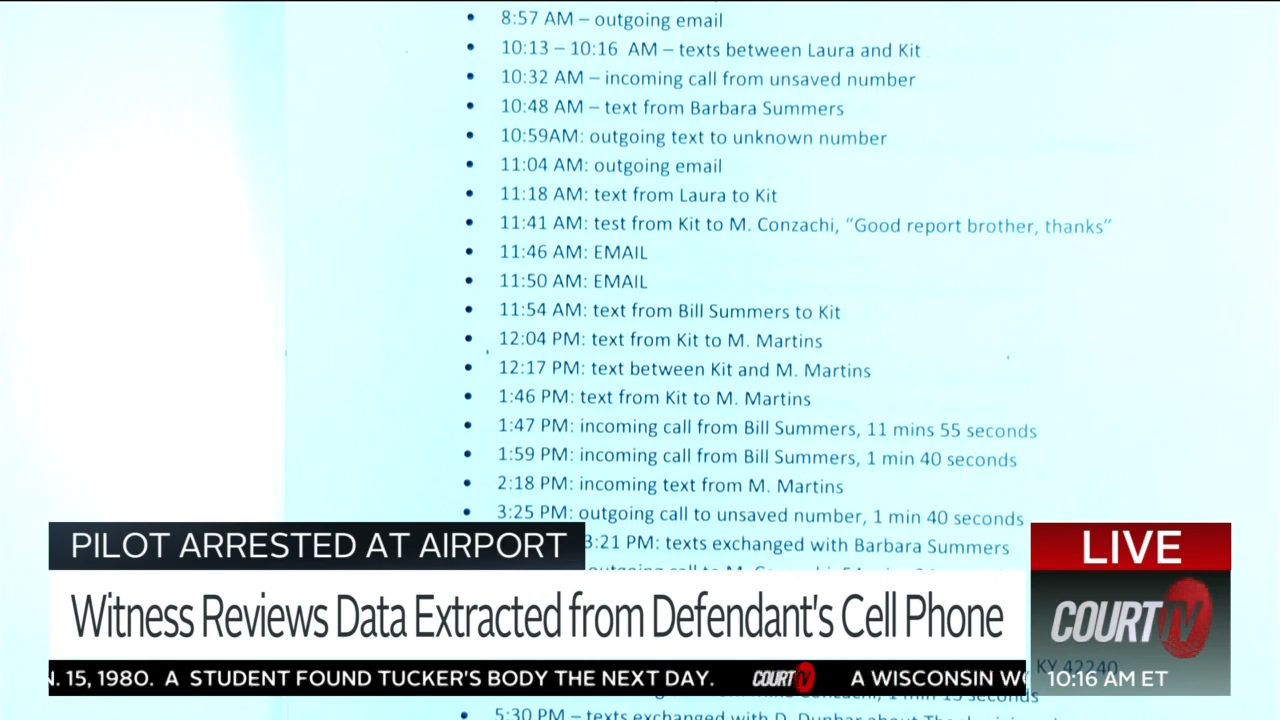 • 8:57 AM – outgoing email
• 10:13 – 10:16 AM – texts between Laura and Kit
• 10:32 AM – incoming call from unsaved number
• 10:48 AM – text from Barbara Summers
• 10:59AM: outgoing text to unknown number
• 11:04 AM: outgoing email
• 11:18 AM: text from Laura to Kit
• 11:41 AM: test from Kit to M. Conzachi, “Good report brother, thanks”
• 11:46 AM: EMAIL
• 11:50 AM: EMAIL
• 11:54 AM: text from Bill Summers to Kit
• 12:04 PM: text from Kit to M. Martins
• 12:17 PM: text between Kit and M. Martins
• 1:46 PM: text from Kit to M. Martins
• 1:47 PM: incoming call from Bill Summers, 11 mins 55 seconds
• 1:59 PM: incoming call from Bill Summers, 1 min 40 seconds
• 2:18 PM: incoming text from M. Martins
• 3:25 PM: outgoing call to unsaved number, 1 min 40 seconds
3:21 PM: texts exchanged with Barbara Summers
PILOT ARRESTED AT AIRPORT
Witness Reviews Data Extracted from Defendant's Cell Phone
LIVE
COURT TV
KY 42240
N. 15, 1980. A STUDENT FOUND TUCKER'S BODY THE NEXT DAY. COURT TV A WISCONSIN
10:16 AM ET
seconds
• 5:30 PM – texts exchanged with D. Dunbar about